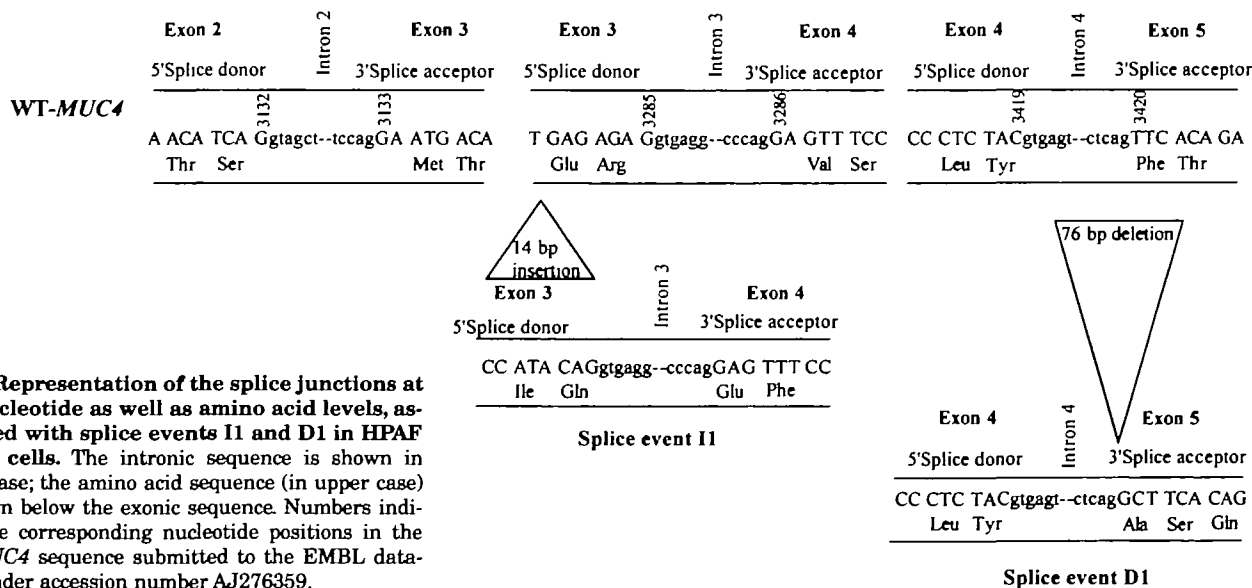 Exon 2 Intron 2 Exon 3
5'Splice donor 3'Splice acceptor
Exon 3 Intron 3 Exon 4
5'Splice donor 3'Splice acceptor
Exon 4 Intron 4 Exon 5
5'Splice donor 3'Splice acceptor
WT-MUC4
3132 3133
A ACA TCA Ggtagct--tccagGA ATG ACA
Thr Ser Met Thr
3285 3286
T GAG AGA Ggtgagg--cccagGA GTT TCC
Glu Arg Val Ser
3419 3420
CC CTC TACgtgagt--ctcagTTC ACA GA
Leu Tyr Phe Thr
14 bp
insertion
Exon 3 Intron 3 Exon 4
5'Splice donor 3'Splice acceptor
CC ATA CAGgtgagg--cccagGAG TTT CC
Ile Gln Glu Phe
Splice event I1
76 bp deletion
Exon 4 Intron 4 Exon 5
5'Splice donor 3'Splice acceptor
CC CTC TACgtgagt--ctcagGCT TCA CAG
Leu Tyr Ala Ser Gln
Splice event D1
Representation of the splice junctions at
cleotide as well as amino acid levels, as-
ed with splice events I1 and D1 in HPAF
cells. The intronic sequence is shown in
ase; the amino acid sequence (in upper case)
n below the exonic sequence. Numbers indi-
e corresponding nucleotide positions in the
UC4 sequence submitted to the EMBL data-
nder accession number AJ276359.